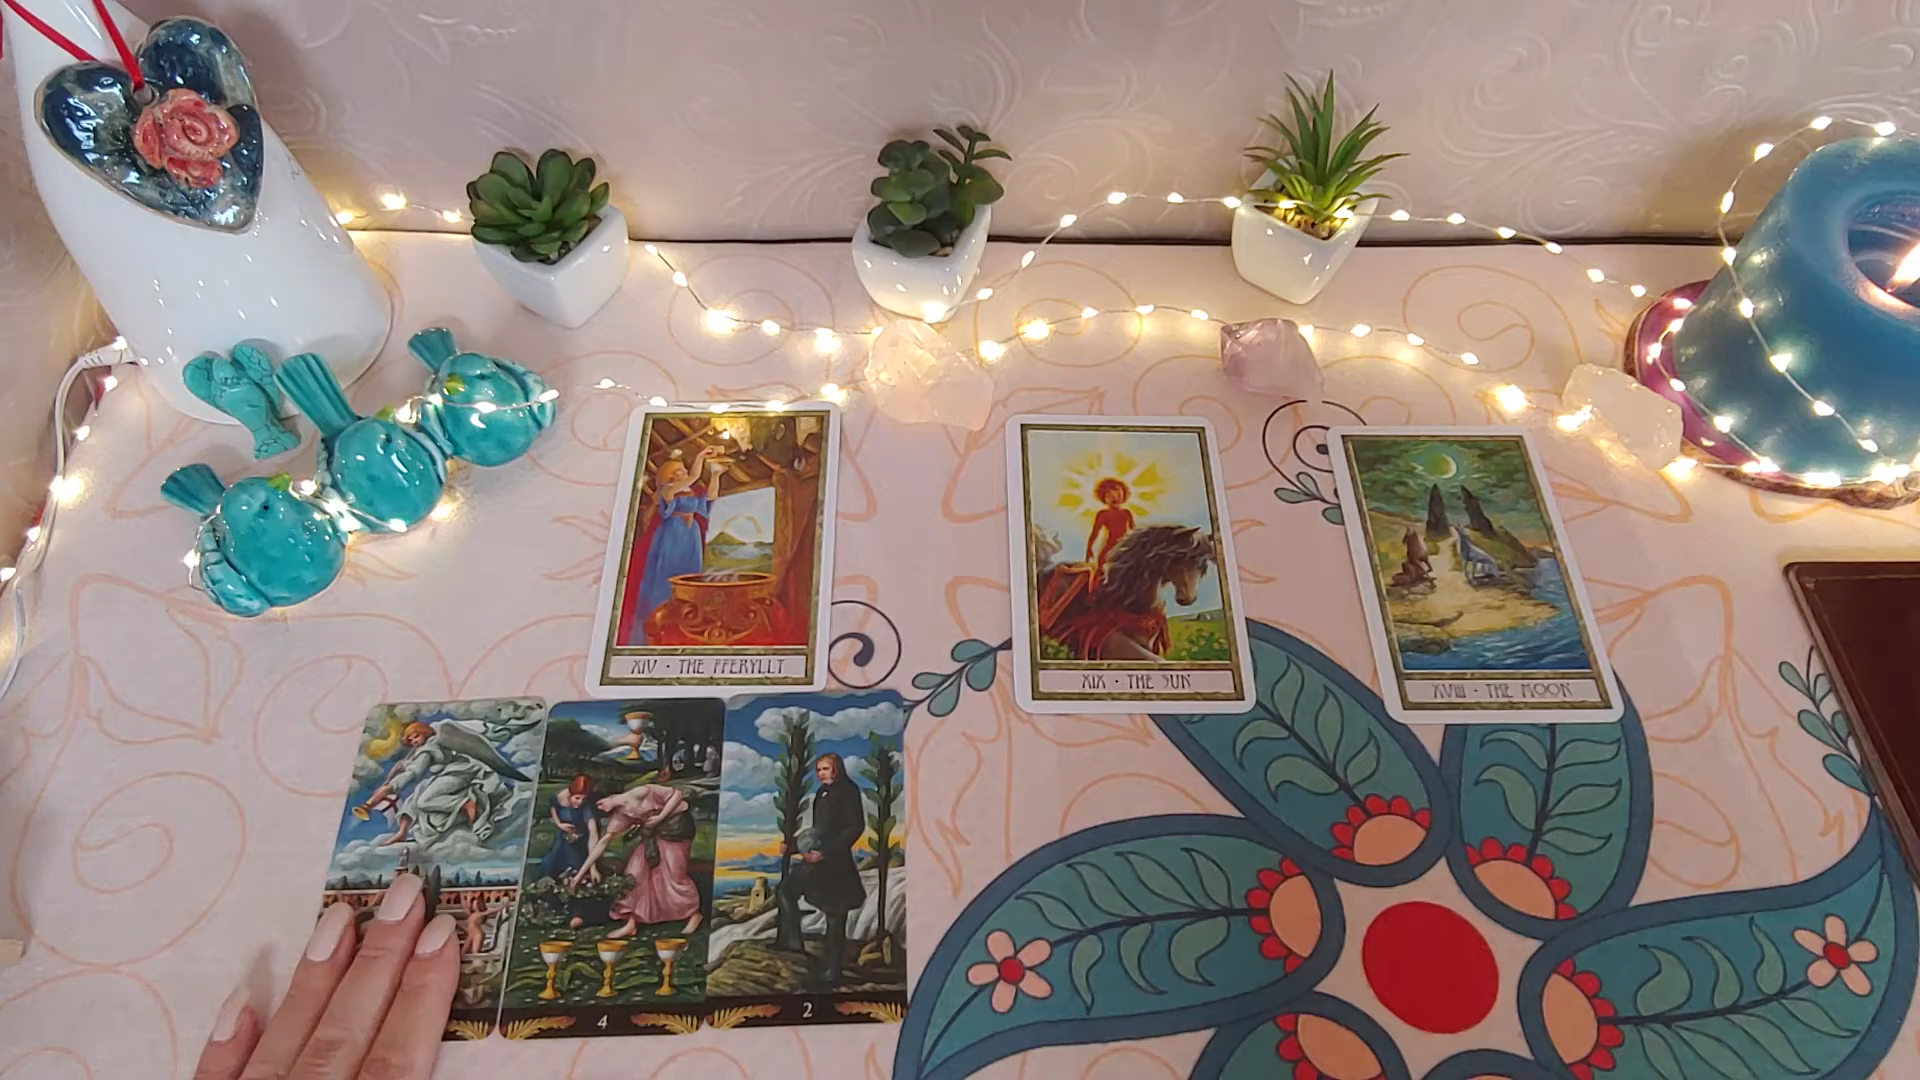 XIV • THE FFERYLLT
XIX • THE SUN
XVIII • THE MOON
4
2